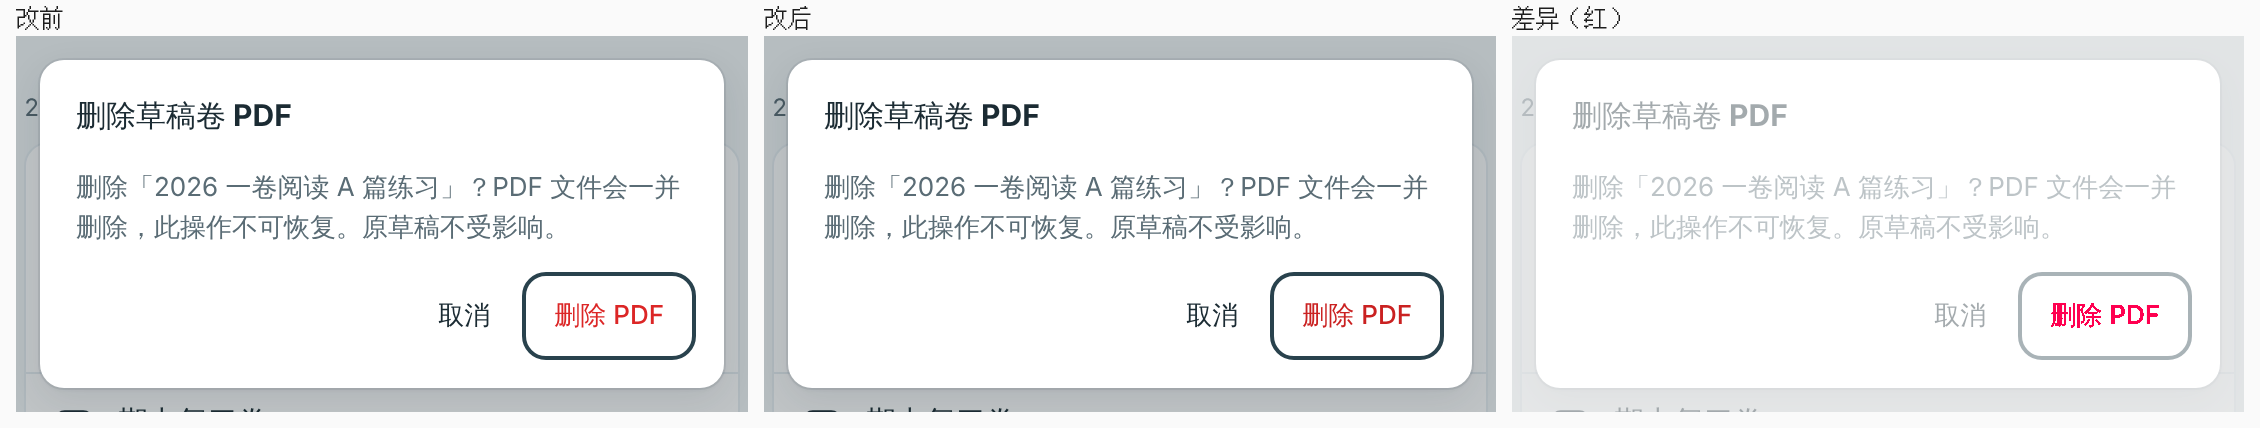 改前
2
删除草稿卷 PDF
删除「2026 一卷阅读 A 篇练习」？PDF 文件会一并
删除，此操作不可恢复。原草稿不受影响。
取消
删除 PDF
改后
2
删除草稿卷 PDF
删除「2026 一卷阅读 A 篇练习」？PDF 文件会一并
删除，此操作不可恢复。原草稿不受影响。
取消
删除 PDF
差异（红）
2
删除草稿卷 PDF
删除「2026 一卷阅读 A 篇练习」？PDF 文件会一并
删除，此操作不可恢复。原草稿不受影响。
取消
删除 PDF